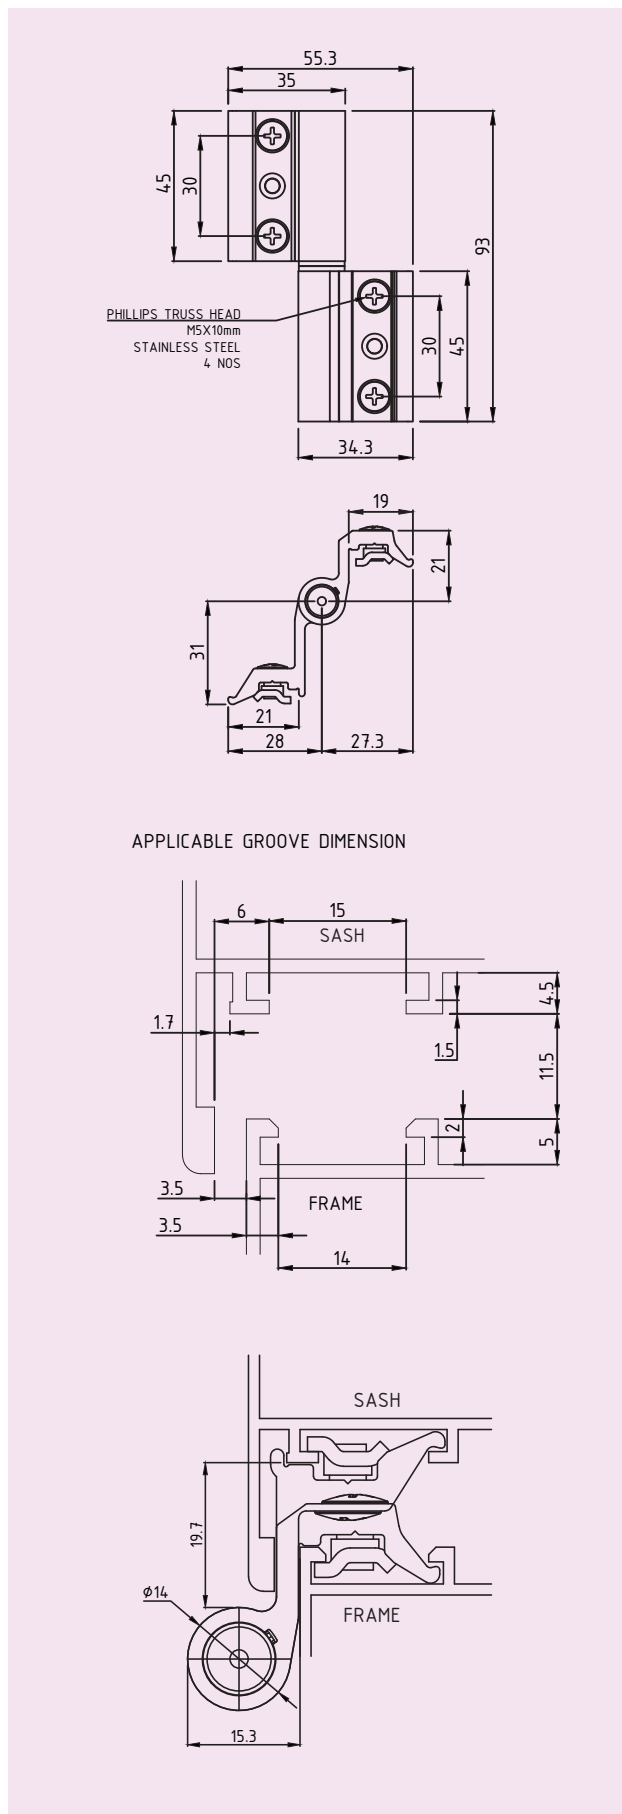 55.3
35
45
30
93
PHILLIPS TRUSS HEAD
M5X10mm
STAINLESS STEEL
4 NOS
30
45
34.3
19
21
31
21
28
27.3
APPLICABLE GROOVE DIMENSION
6
15
SASH
4.5
1.7
1.5
11.5
2
5
3.5
FRAME
3.5
14
SASH
19.7
Ø14
FRAME
15.3